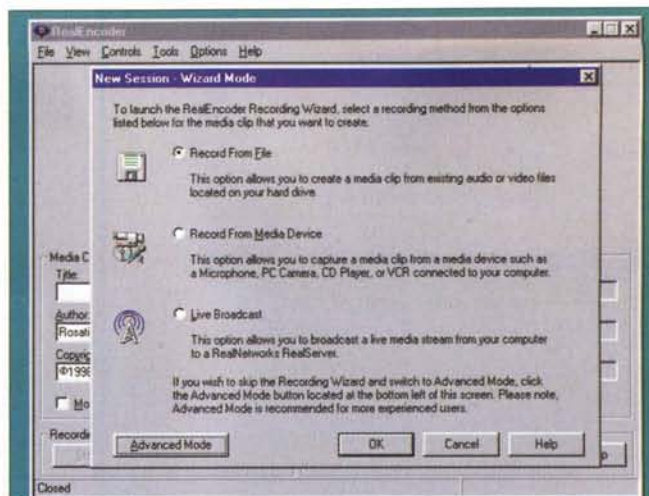 RealEncoder
File View Controls Tools Options Help
New Session - Wizard Mode
To launch the RealEncoder Recording Wizard, select a recording method from the options
listed below for the media clip that you want to create.
Record From File
This option allows you to create a media clip from existing audio or video files
located on your hard drive.
Record From Media Device
This option allows you to capture a media clip from a media device such as
a Microphone, PC Camera, CD Player, or VCR connected to your computer.
Live Broadcast
This option allows you to broadcast a live media stream from your computer
to a RealNetworks RealServer.
If you wish to skip the Recording Wizard and switch to Advanced Mode, click
the Advanced Mode button located at the bottom left of this screen. Please note,
Advanced Mode is recommended for more experienced users.
Advanced Mode OK Cancel Help
Media C
Title:
Author:
Rosati
Copyrig
©1998
Mo
Recordi
p
Closed